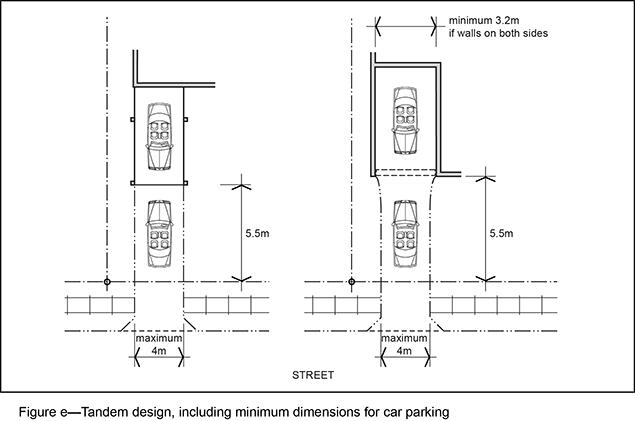 minimum 3.2m
if walls on both sides
5.5m
5.5m
maximum
4m
maximum
4m
STREET
Figure e—Tandem design, including minimum dimensions for car parking